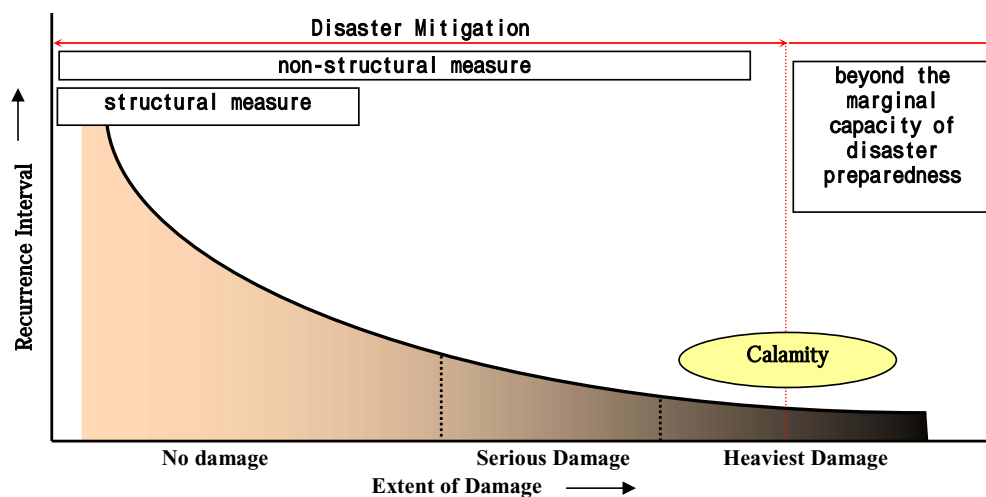 Disaster Mitigation
non-structural measure
structural measure
beyond the
marginal
capacity of
disaster
preparedness
Recurrence Interval
Calamity
No damage
Serious Damage
Heaviest Damage
Extent of Damage